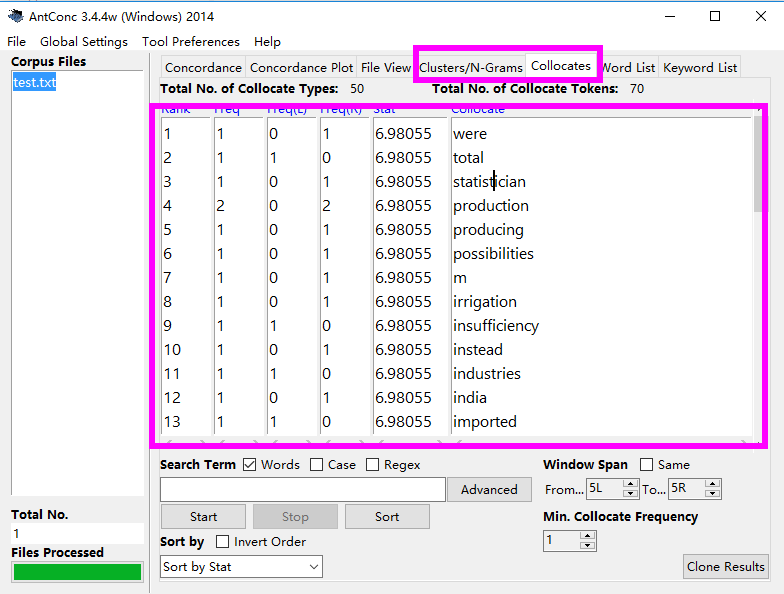 AntConc 3.4.4w (Windows) 2014
File Global Settings Tool Preferences Help
Corpus Files
test.txt
Concordance Concordance Plot File View Clusters/N-Grams Collocates Word List Keyword List
Total No. of Collocate Types: 50 Total No. of Collocate Tokens: 70
Rank Freq Freq(L) Freq(R) Stat Collocate
1 1 0 1 6.98055 were
2 1 1 0 6.98055 total
3 1 0 1 6.98055 statistician
4 2 0 2 6.98055 production
5 1 0 1 6.98055 producing
6 1 0 1 6.98055 possibilities
7 1 0 1 6.98055 m
8 1 0 1 6.98055 irrigation
9 1 1 0 6.98055 insufficiency
10 1 0 1 6.98055 instead
11 1 1 0 6.98055 industries
12 1 0 1 6.98055 india
13 1 1 0 6.98055 imported
Search Term Words Case Regex
Advanced
Start Stop Sort
Sort by Invert Order
Sort by Stat
Window Span Same
From... 5L To... 5R
Min. Collocate Frequency
1
Clone Results
Total No.
1
Files Processed